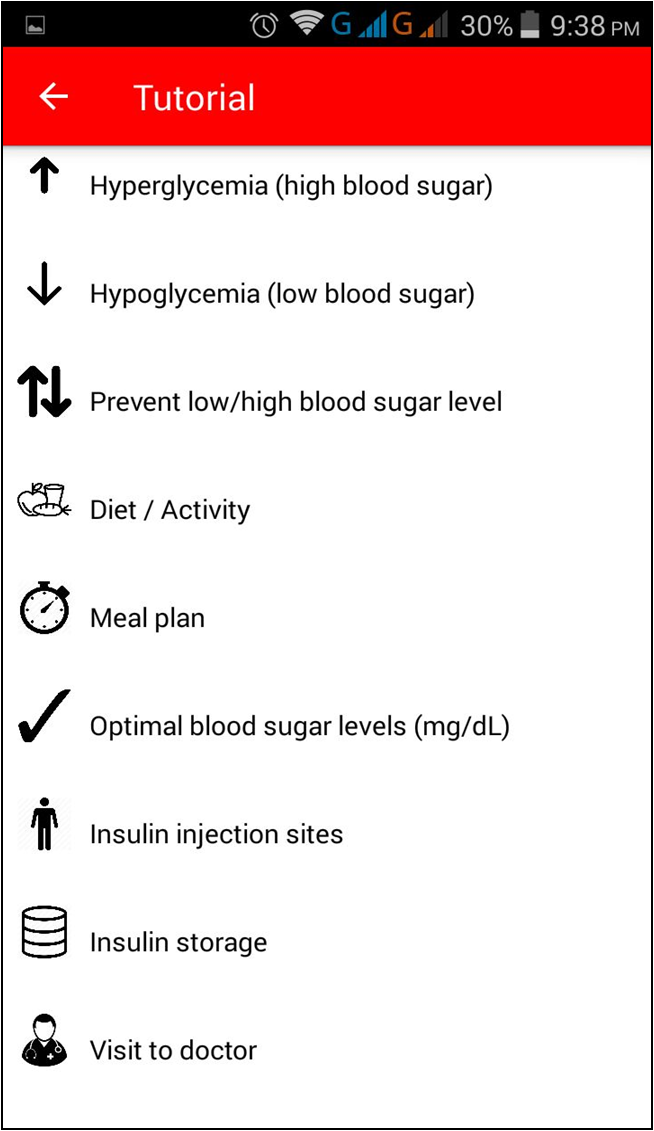 G G 30% 9:38 PM
Tutorial
Hyperglycemia (high blood sugar)
Hypoglycemia (low blood sugar)
Prevent low/high blood sugar level
Diet / Activity
Meal plan
Optimal blood sugar levels (mg/dL)
Insulin injection sites
Insulin storage
Visit to doctor